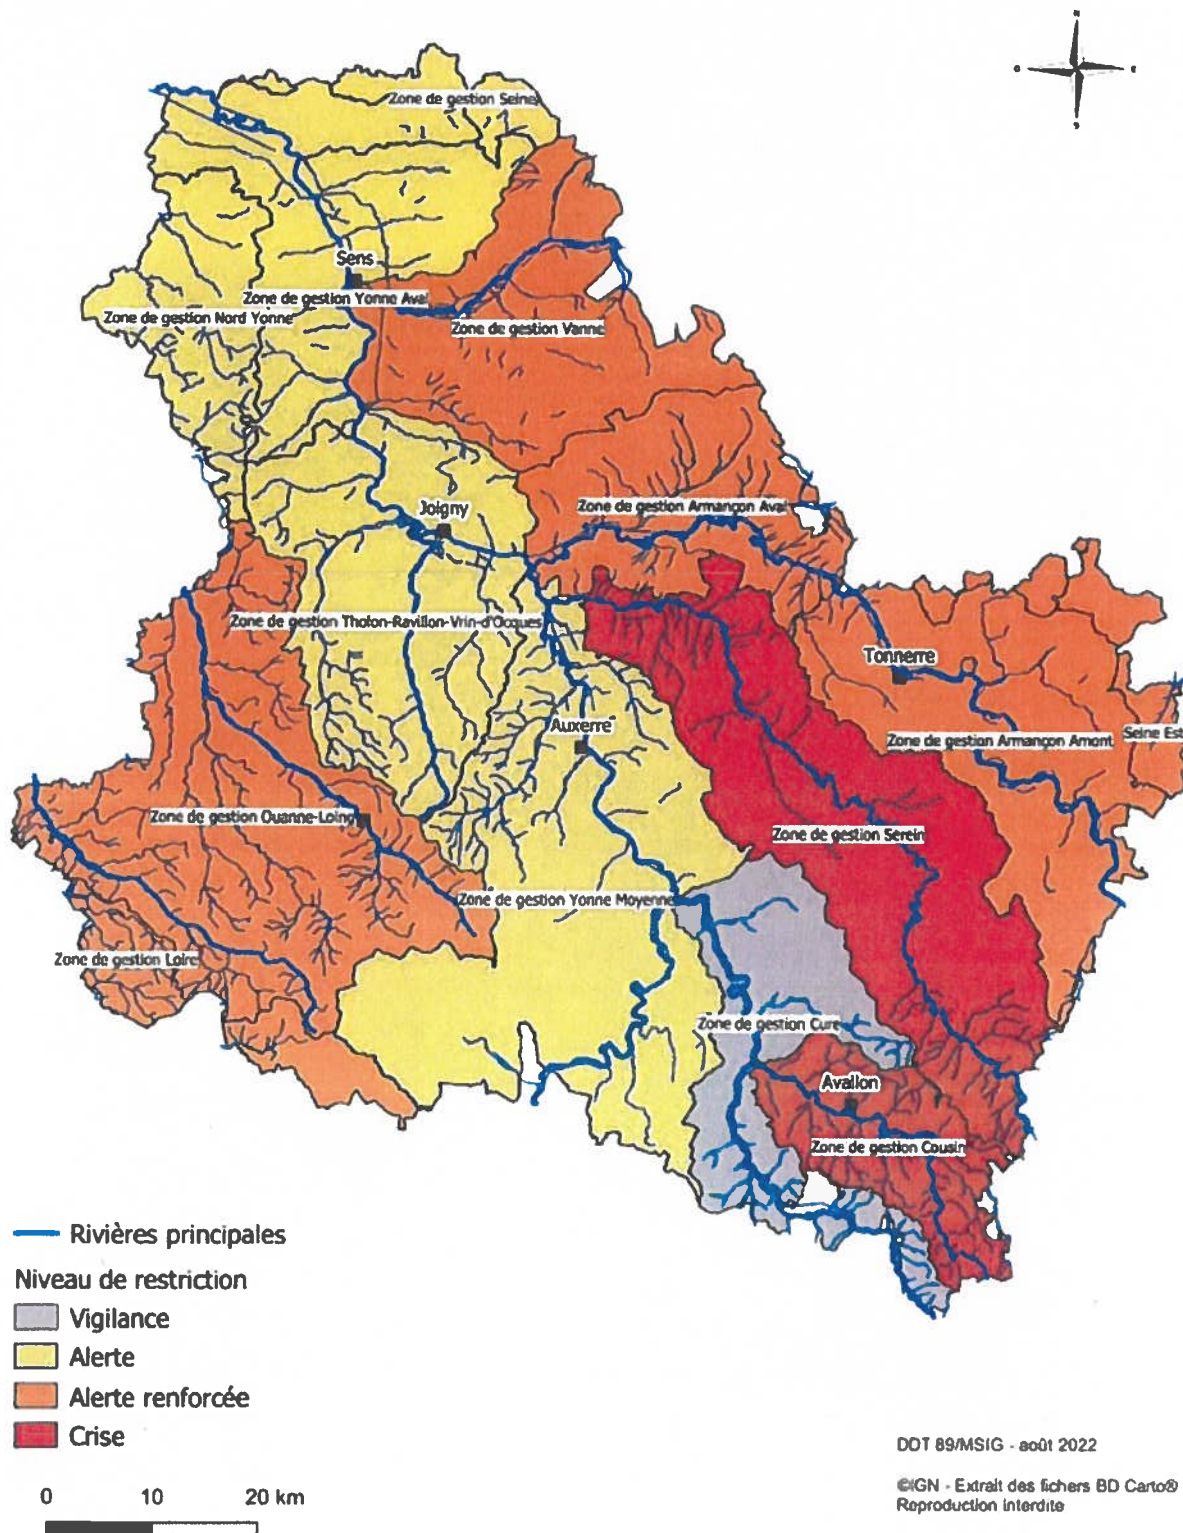 N
O
E
S
Zone de gestion Seine
Sens
Zone de gestion Yonne Aval
Zone de gestion Nord Yonne
Zone de gestion Vanne
Joigny
Zone de gestion Armançon Aval
Zone de gestion Tholon-Ravillon-Vrin-d'Ocques
Tonnerre
Auxerre
Zone de gestion Armançon Amont
Seine Est
Zone de gestion Ouanne-Loing
Zone de gestion Serein
Zone de gestion Yonne Moyenne
Zone de gestion Loire
Zone de gestion Cure
Avallon
Zone de gestion Cousin
Rivières principales
Niveau de restriction
Vigilance
Alerte
Alerte renforcée
Crise
DDT 89/MSIG - août 2022
©IGN - Extrait des fichiers BD Carto®
Reproduction interdite
0 10 20 km